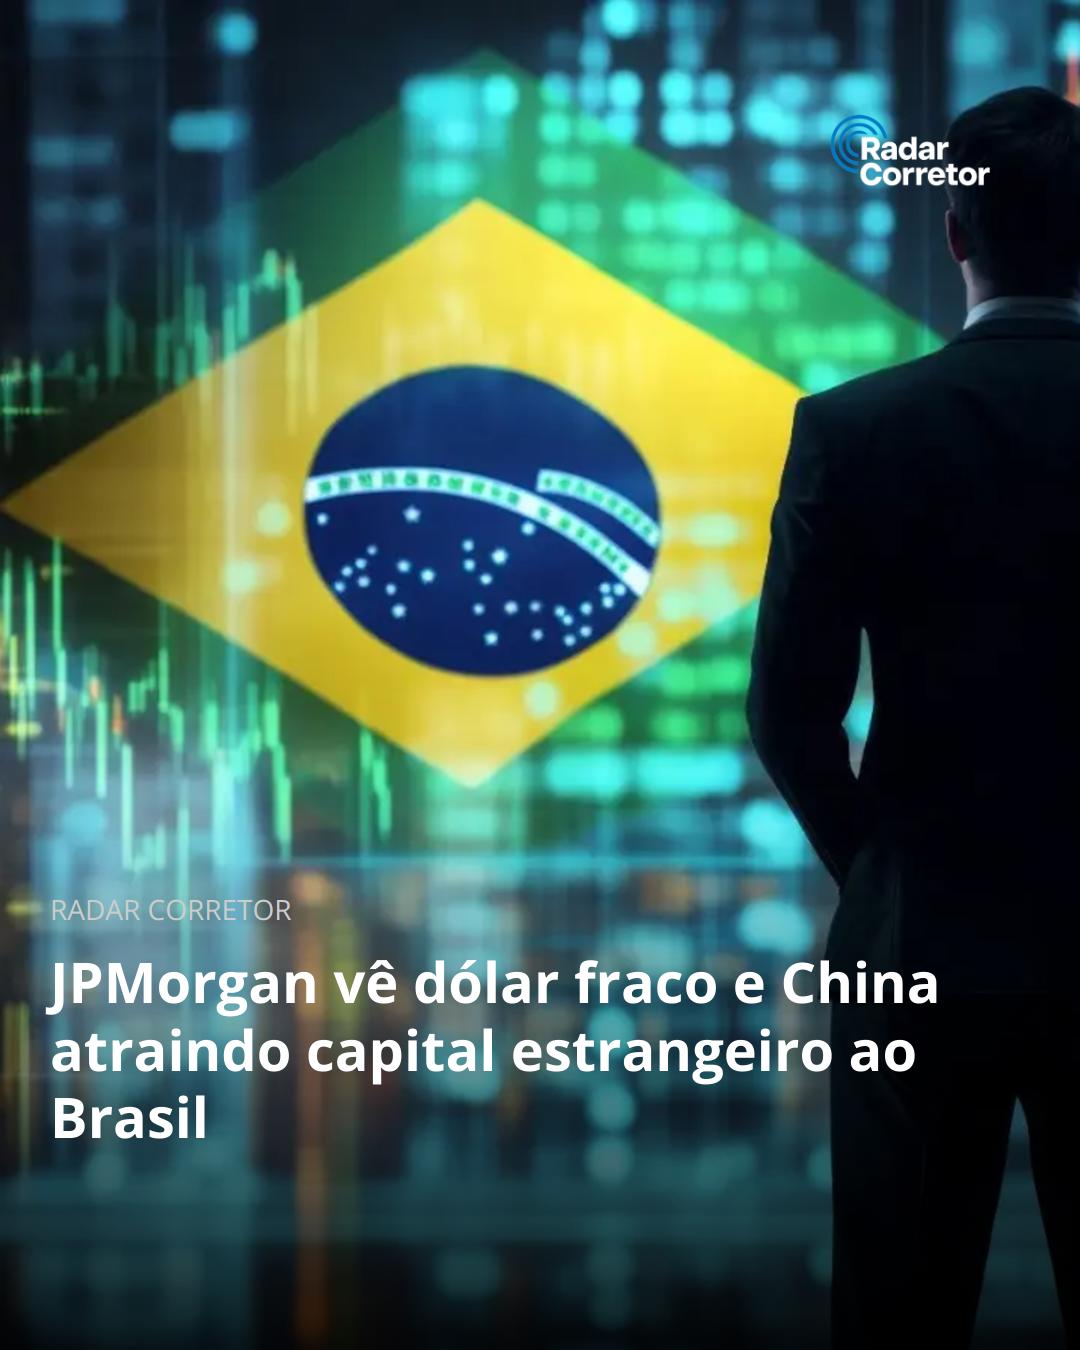 Radar
Corretor
RADAR CORRETOR
JPMorgan vê dólar fraco e China
atraindo capital estrangeiro ao
Brasil